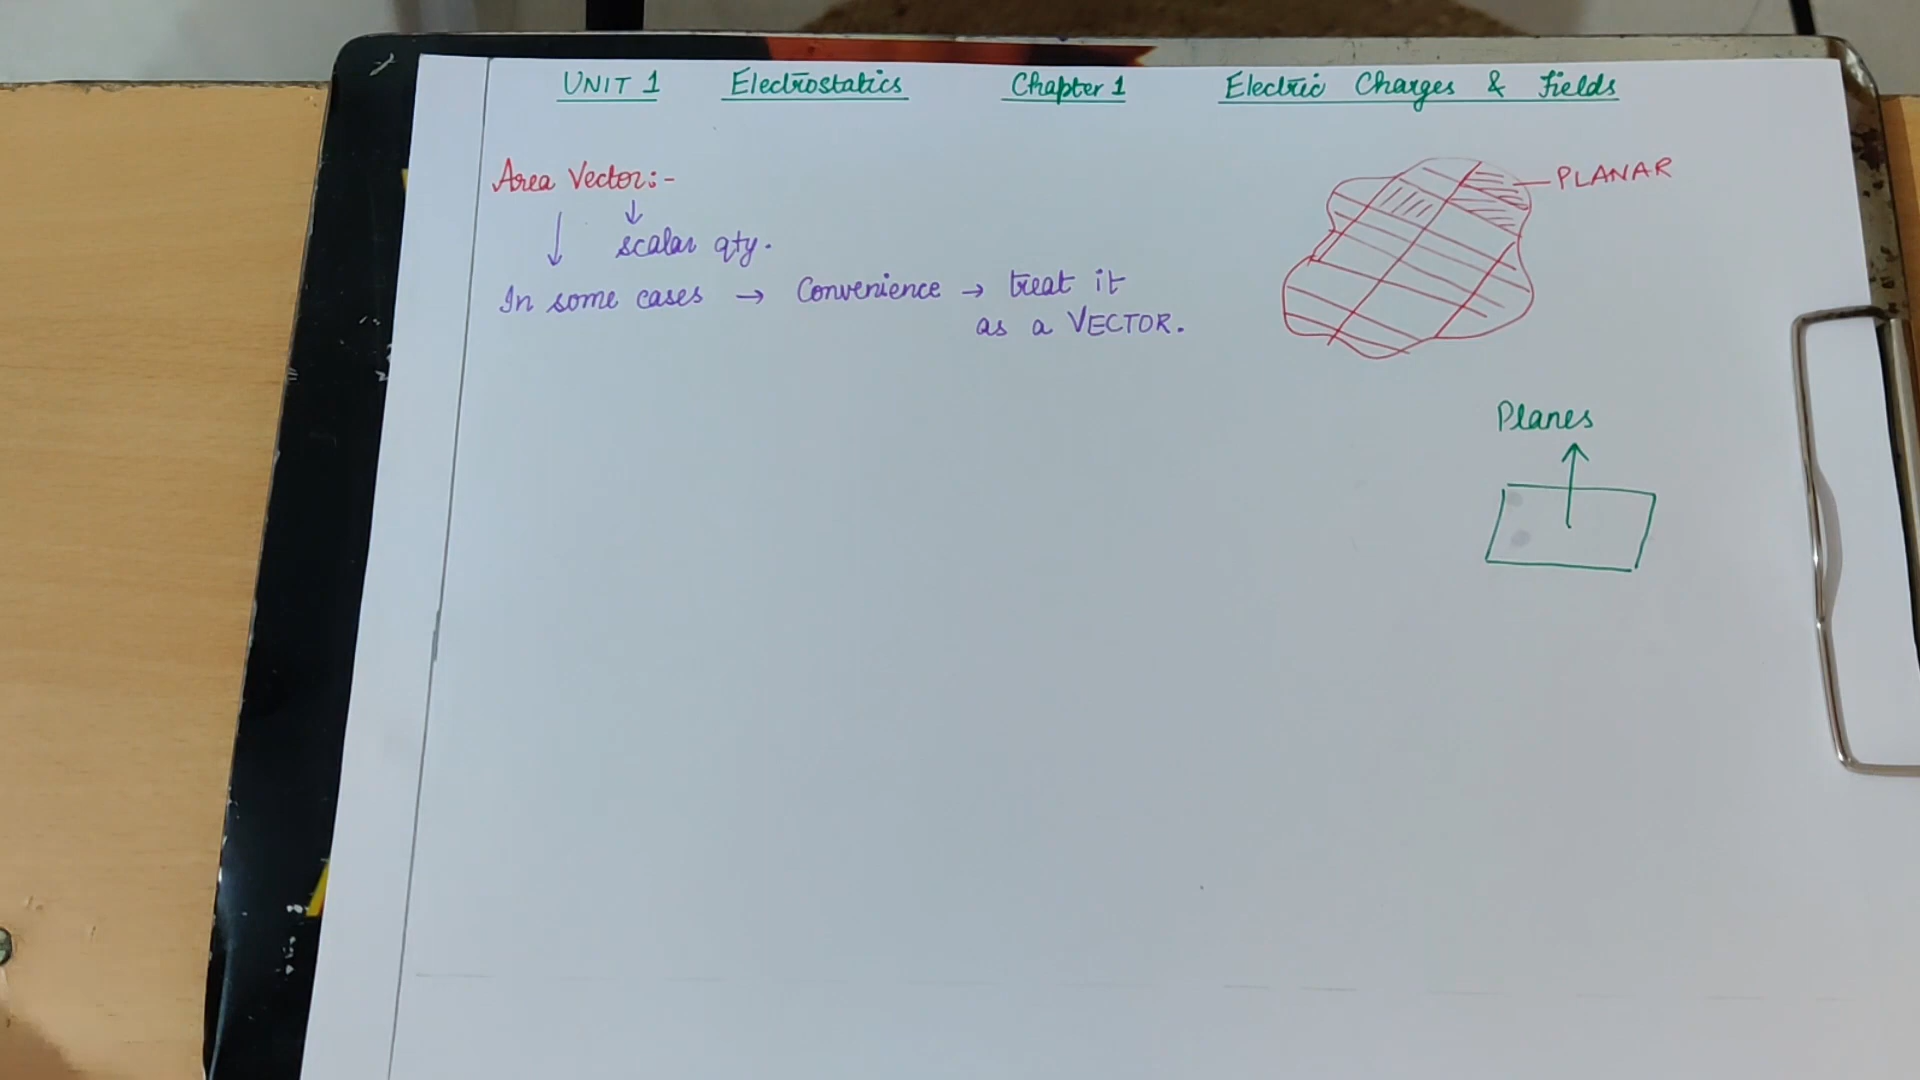 UNIT 1 Electrostatics Chapter 1 Electric Charges & Fields
Area Vector:-
PLANAR
↓ ↓
scalar qty.
In some cases → Convenience → treat it
as a VECTOR.
Planes